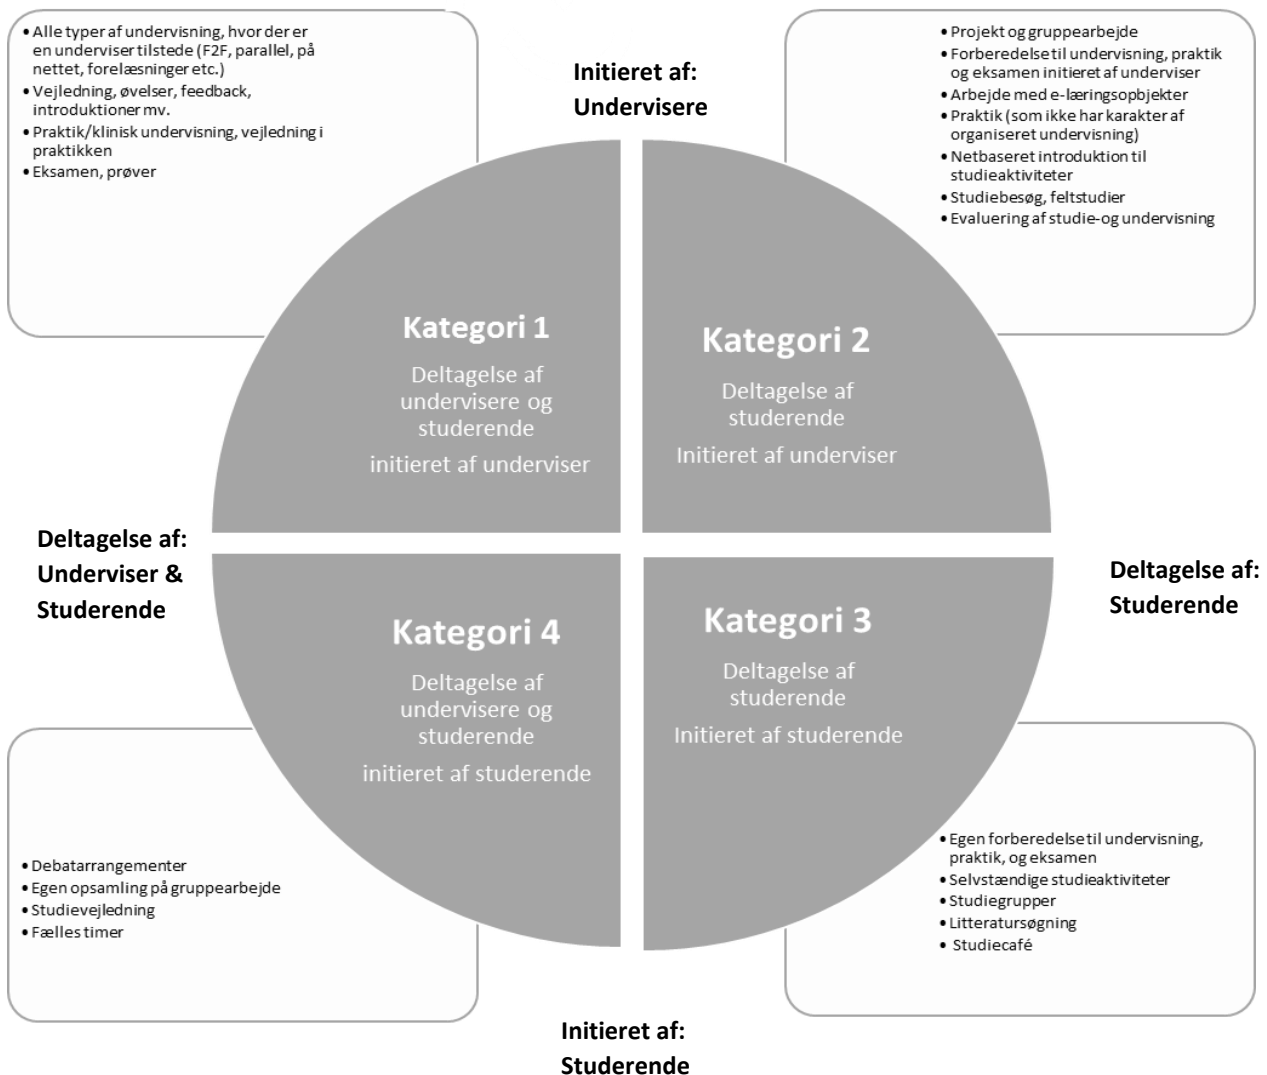 • Alle typer af undervisning, hvor der er
en underviser tilstede (F2F, parallel, på
nettet, forelæsninger etc.)
• Vejledning, øvelser, feedback,
introduktioner mv.
• Praktik/klinisk undervisning, vejledning i
praktikken
• Eksamen, prøver
Initieret af:
Undervisere
• Projekt og gruppearbejde
• Forberedelse til undervisning, praktik
og eksamen initieret af underviser
• Arbejde med e-læringsobjekter
• Praktik (som ikke har karakter af
organiseret undervisning)
• Netbaseret introduktion til
studieaktiviteter
• Studiebesøg, feltstudier
• Evaluering af studie-og undervisning
Kategori 1
Deltagelse af
undervisere og
studerende
initieret af underviser
Kategori 2
Deltagelse af
studerende
Initieret af underviser
Deltagelse af:
Underviser &
Studerende
Deltagelse af:
Studerende
Kategori 4
Deltagelse af
undervisere og
studerende
initieret af studerende
Kategori 3
Deltagelse af
studerende
Initieret af studerende
• Debatarrangementer
• Egen opsamling på gruppearbejde
• Studievejledning
• Fælles timer
• Egen forberedelse til undervisning,
praktik, og eksamen
• Selvstændige studieaktiviteter
• Studiegrupper
• Litteratursøgning
• Studiecafé
Initieret af:
Studerende